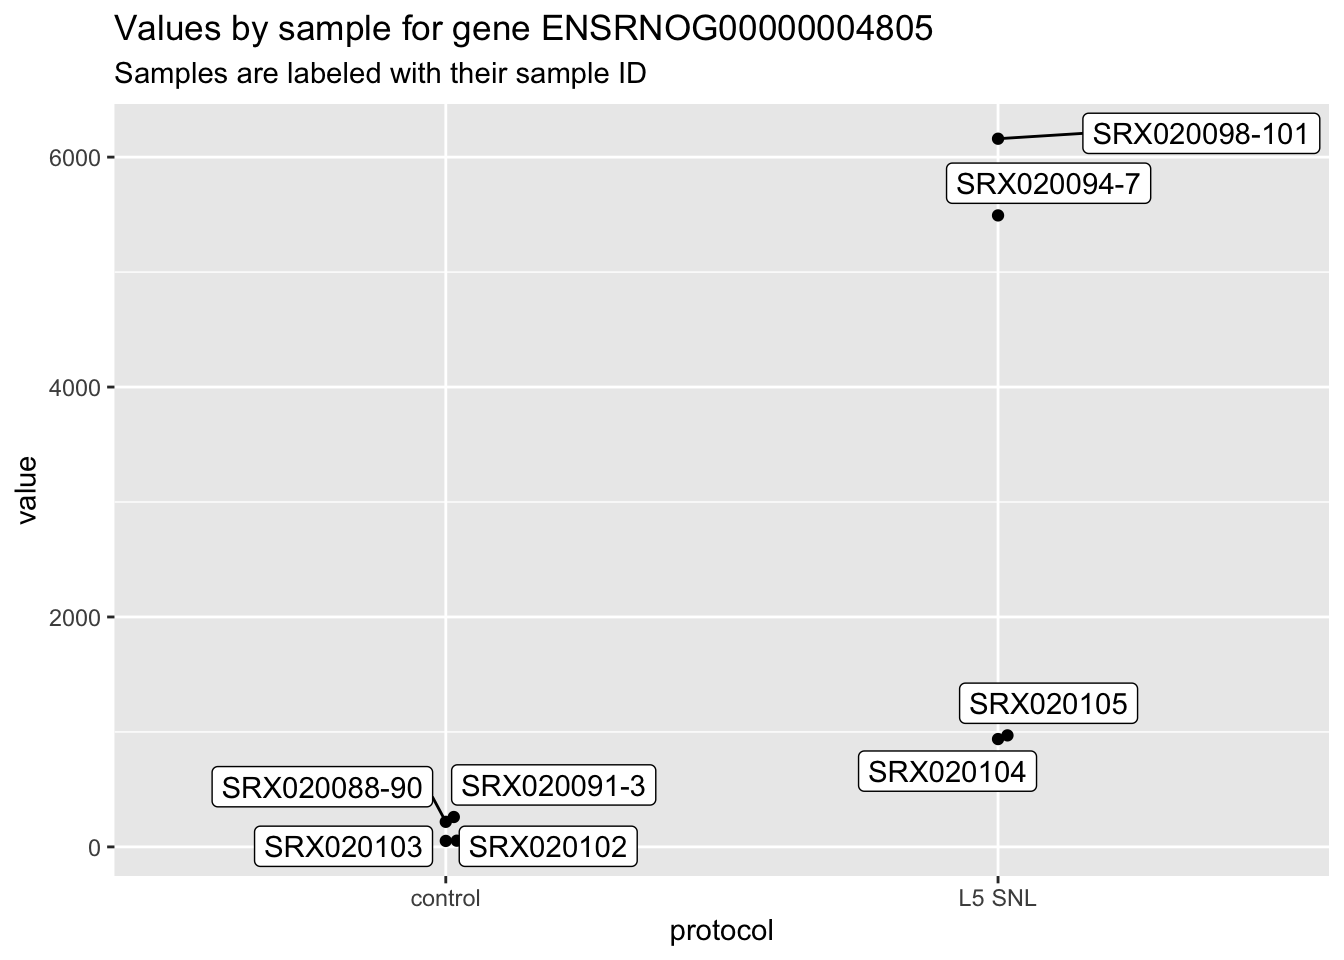 Values by sample for gene ENSRNOG00000004805
Samples are labeled with their sample ID
SRX020098-101
6000
SRX020094-7
4000
value
2000
SRX020105
SRX020104
SRX020088-90
SRX020091-3
0
SRX020103
SRX020102
control
L5 SNL
protocol